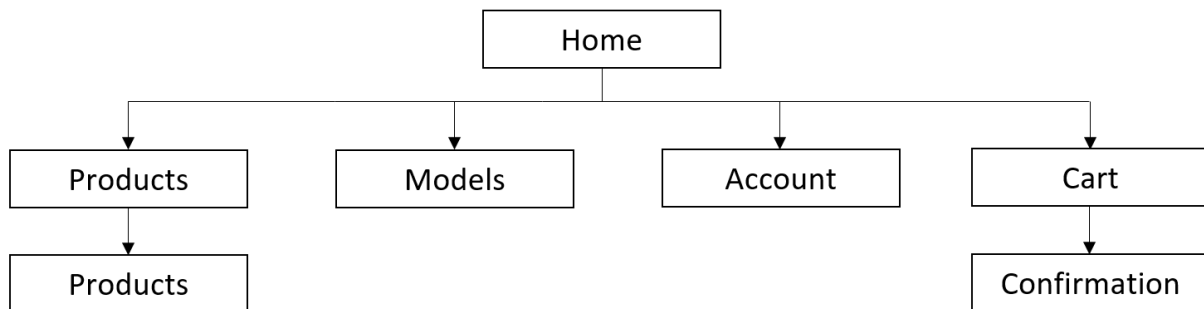 Home
Products
Models
Account
Cart
Products
Confirmation